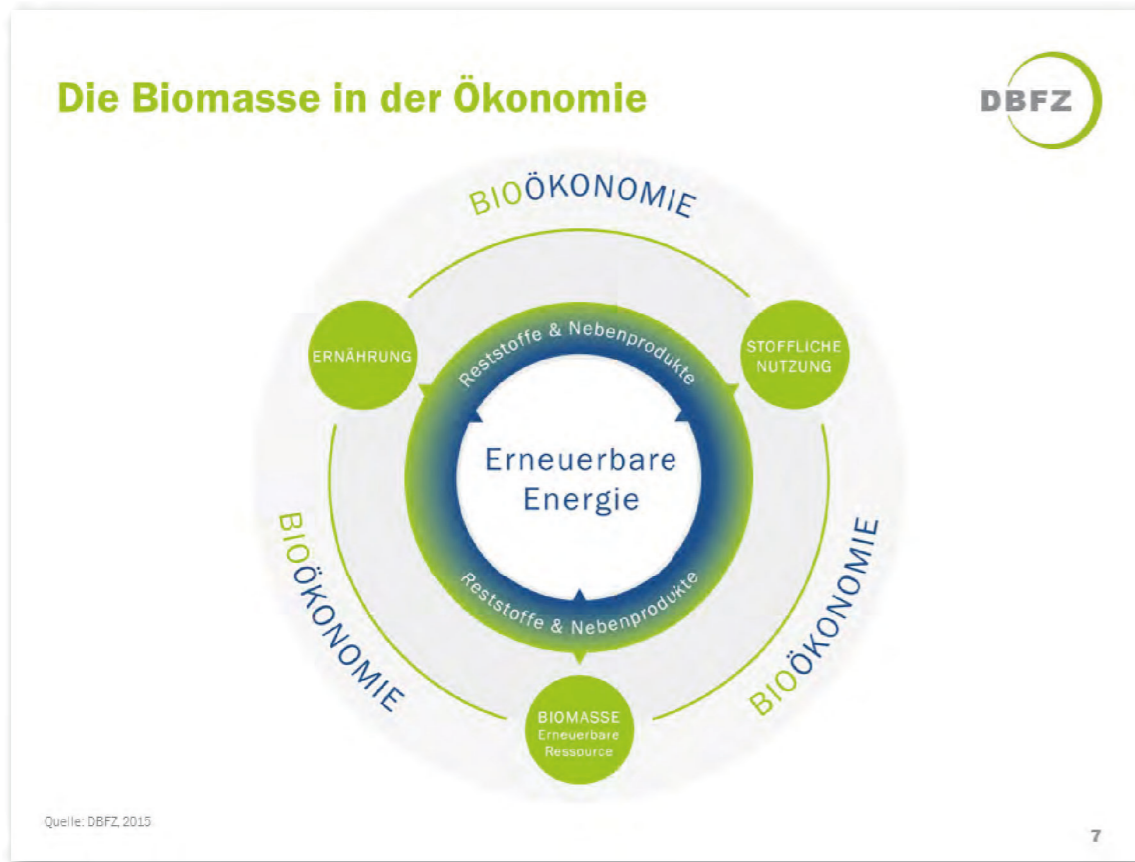 Die Biomasse in der Ökonomie
DBFZ
BIOÖKONOMIE
ERNÄHRUNG
Reststoffe & Nebenprodukte
STOFFLICHE
NUTZUNG
Erneuerbare
Energie
BIOÖKONOMIE
Reststoffe & Nebenprodukte
BIOÖKONOMIE
BIOMASSE
Erneuerbare
Ressource
Quelle: DBFZ, 2015
7